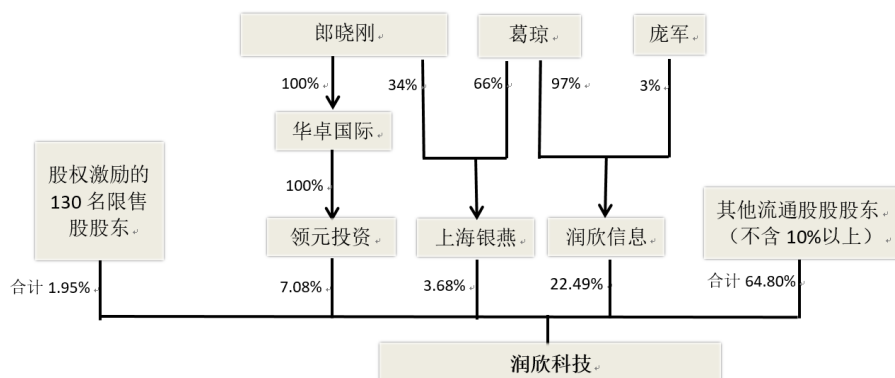 郎晓刚
葛琼
庞军
100%
34%
66%
97%
3%
华卓国际
股权激励的
130 名限售
股股东
100%
其他流通股股东
（不含 10%以上）
领元投资
上海银燕
润欣信息
合计 1.95%
7.08%
3.68%
22.49%
合计 64.80%
润欣科技